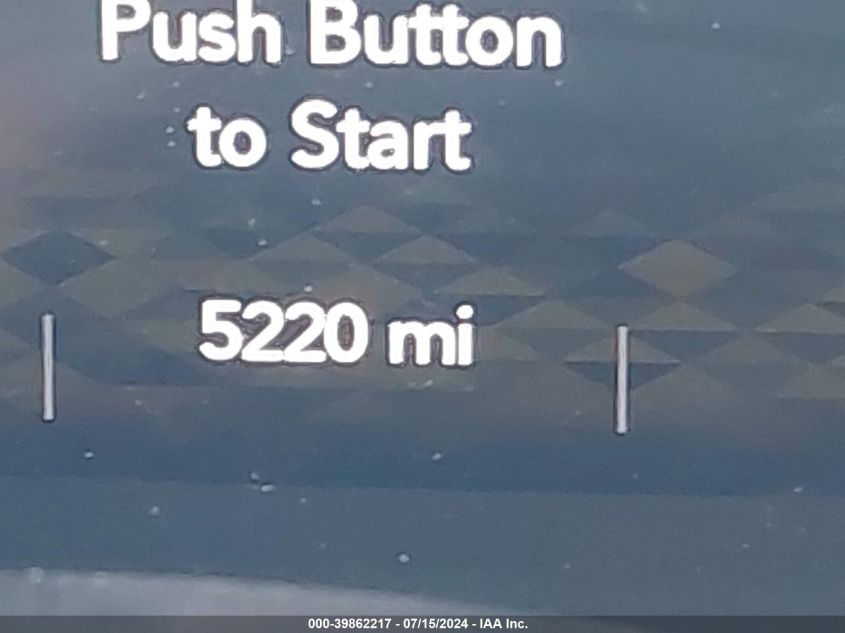 Push Button
to Start
5220 mi
000-39862217 - 07/15/2024 - IAA Inc.